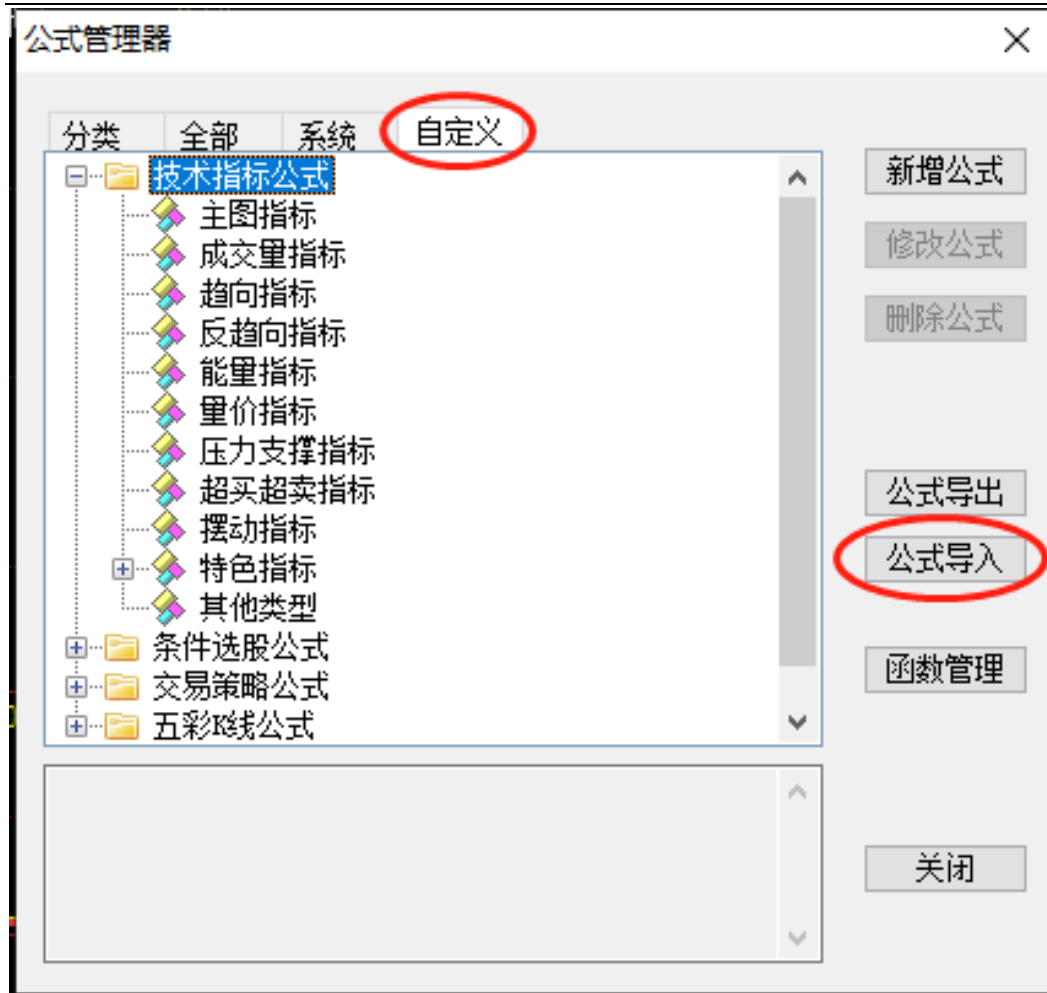 公式管理器
分类 全部 系统 自定义
技术指标公式
主图指标
成交量指标
趋向指标
反趋向指标
能量指标
量价指标
压力支撑指标
超买超卖指标
摆动指标
特色指标
其他类型
条件选股公式
交易策略公式
五彩K线公式
新增公式
修改公式
删除公式
公式导出
公式导入
函数管理
关闭